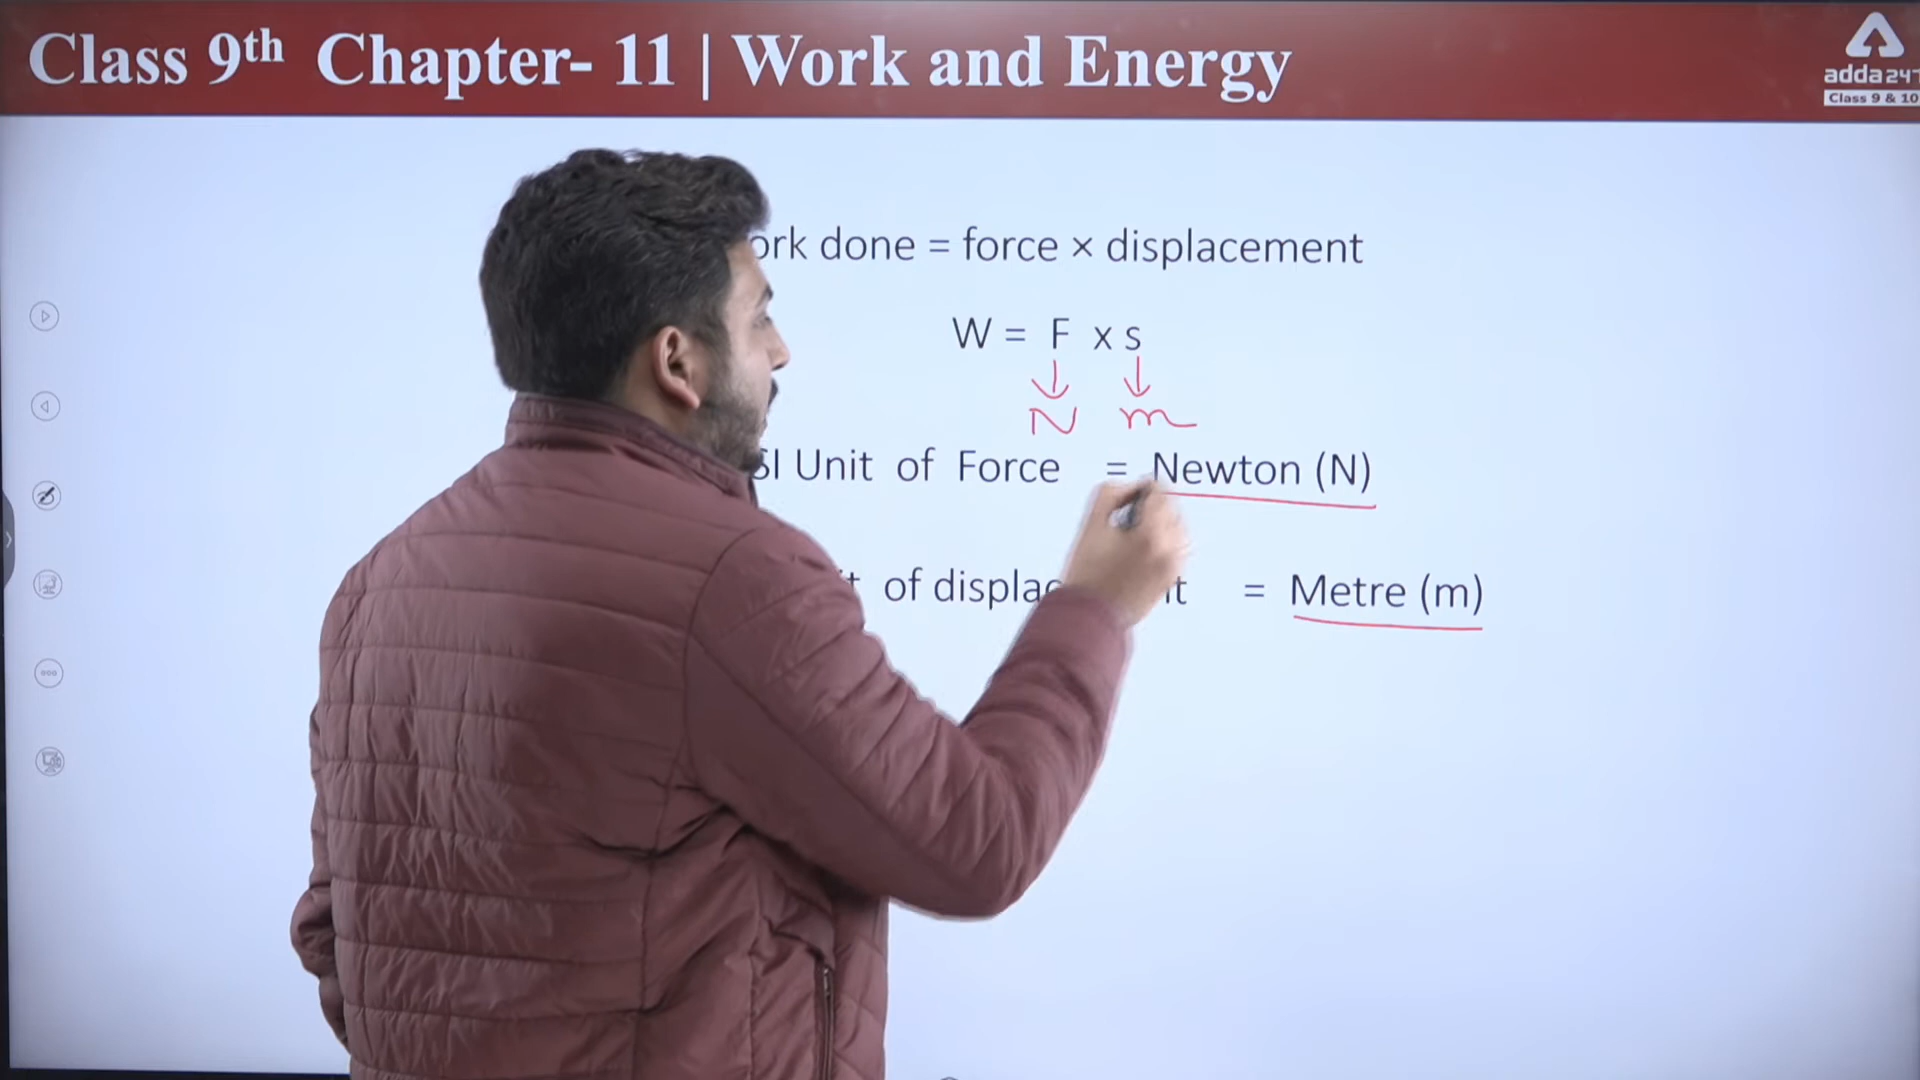 Class 9th Chapter- 11 | Work and Energy
adda247
Class 9 & 10
ork done = force × displacement
W = F x s
N m
SI Unit of Force = Newton (N)
of displac t = Metre (m)